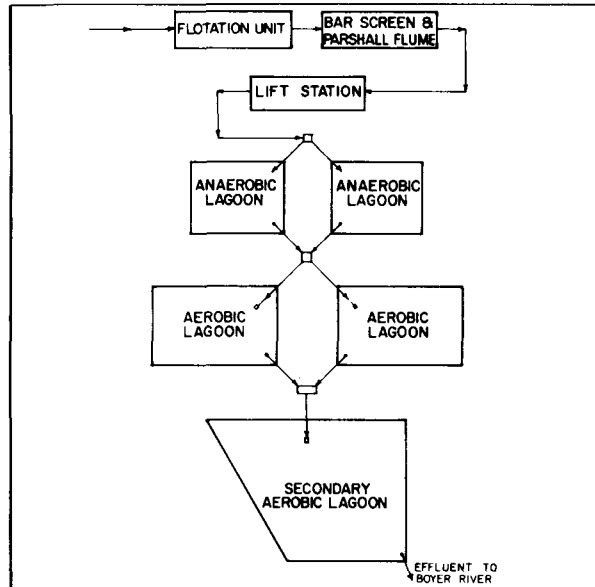 FLOTATION UNIT
BAR SCREEN &
PARSHALL FLUME
LIFT STATION
ANAEROBIC
LAGOON
ANAEROBIC
LAGOON
AEROBIC
LAGOON
AEROBIC
LAGOON
SECONDARY
AEROBIC LAGOON
EFFLUENT TO
BOYER RIVER